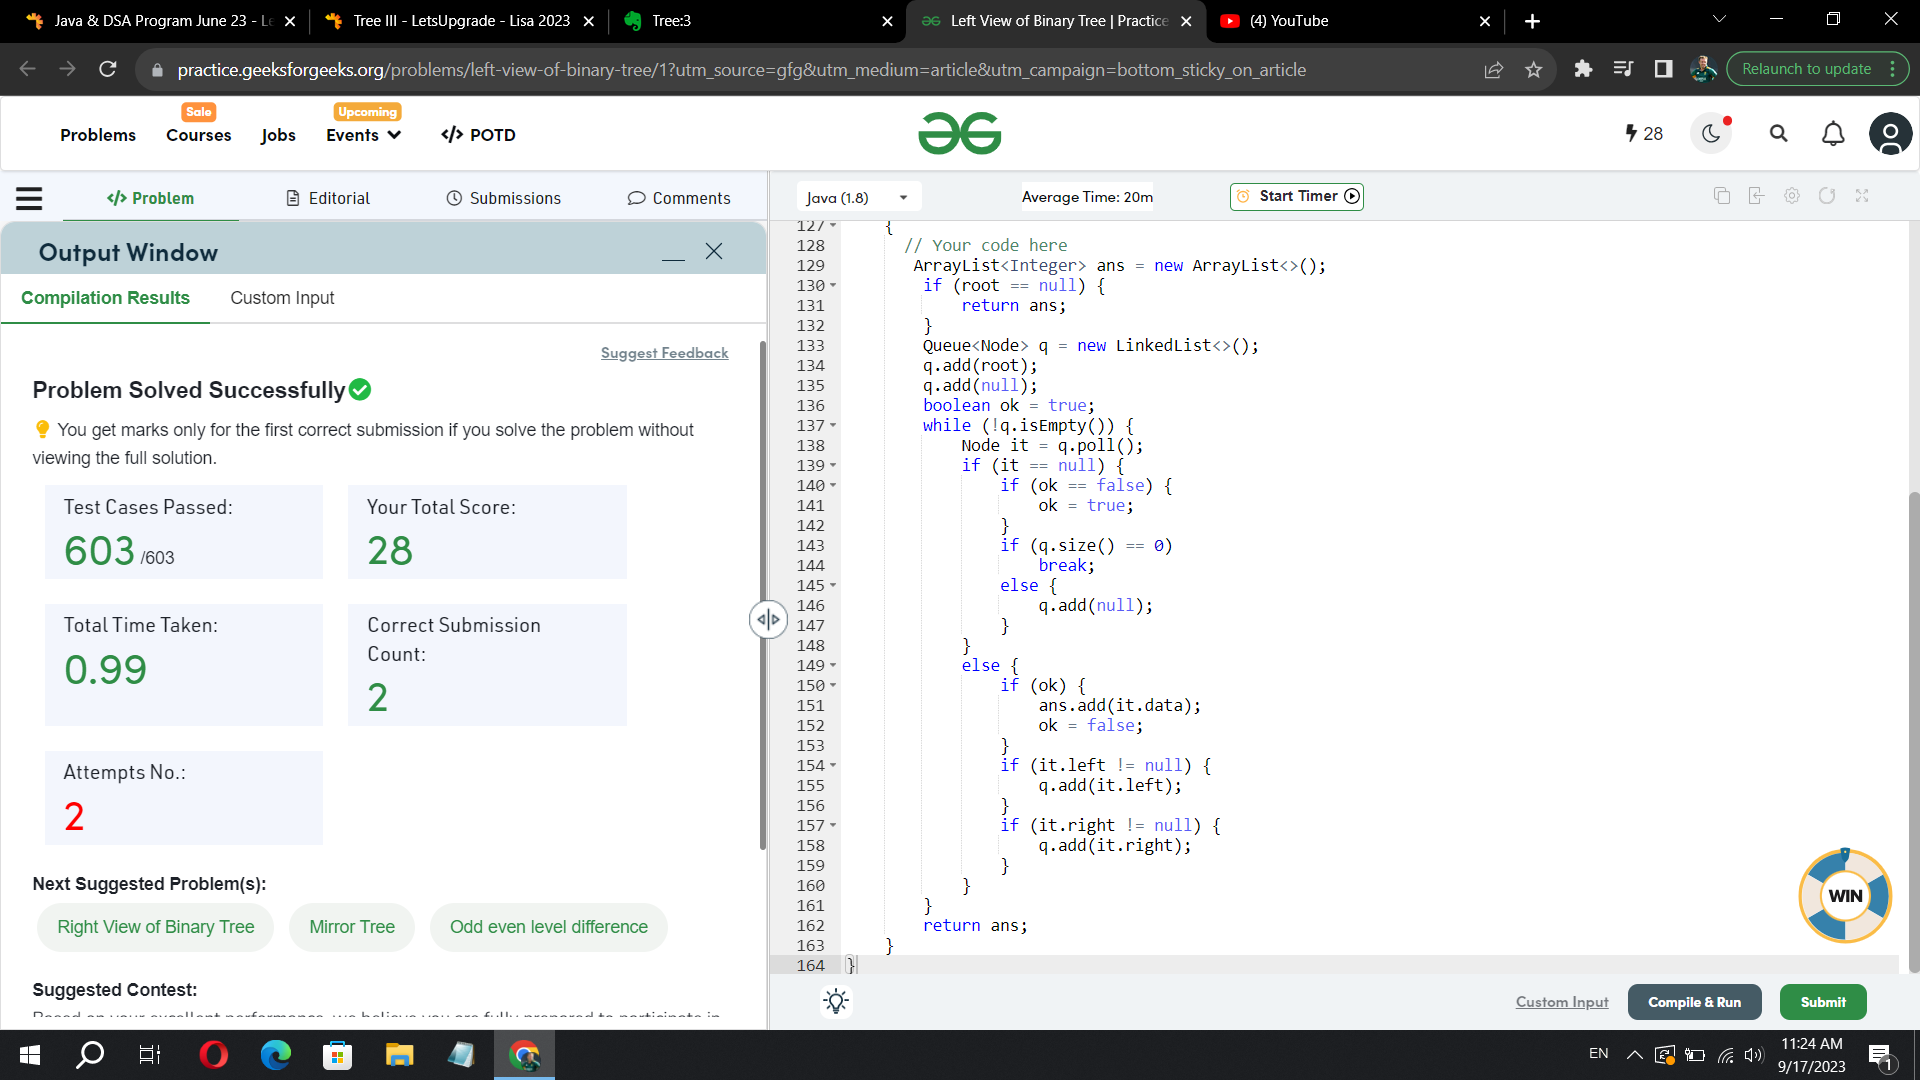 Java & DSA Program June 23 - Le
Tree III - LetsUpgrade - Lisa 2023
Tree:3
Left View of Binary Tree | Practice
(4) YouTube
practice.geeksforgeeks.org/problems/left-view-of-binary-tree/1?utm_source=gfg&utm_medium=article&utm_campaign=bottom_sticky_on_article
Relaunch to update
Sale
Upcoming
Problems
Courses
Jobs
Events
</> POTD
28
</> Problem
Editorial
Submissions
Comments
Java (1.8)
Average Time: 20m
Start Timer
Output Window
Compilation Results
Custom Input
Suggest Feedback
Problem Solved Successfully
You get marks only for the first correct submission if you solve the problem without
viewing the full solution.
Test Cases Passed:
603 /603
Your Total Score:
28
Total Time Taken:
0.99
Correct Submission
Count:
2
Attempts No.:
2
Next Suggested Problem(s):
Right View of Binary Tree
Mirror Tree
Odd even level difference
Suggested Contest:
Based on your excellent performance, we believe you are fully prepared to participate in
127 {
128 // Your code here
129 ArrayList<Integer> ans = new ArrayList<>();
130 if (root == null) {
131 return ans;
132 }
133 Queue<Node> q = new LinkedList<>();
134 q.add(root);
135 q.add(null);
136 boolean ok = true;
137 while (!q.isEmpty()) {
138 Node it = q.poll();
139 if (it == null) {
140 if (ok == false) {
141 ok = true;
142 }
143 if (q.size() == 0)
144 break;
145 else {
146 q.add(null);
147 }
148 }
149 else {
150 if (ok) {
151 ans.add(it.data);
152 ok = false;
153 }
154 if (it.left != null) {
155 q.add(it.left);
156 }
157 if (it.right != null) {
158 q.add(it.right);
159 }
160 }
161 }
162 return ans;
163 }
164 }
WIN
Custom Input
Compile & Run
Submit
EN
11:24 AM
9/17/2023
1